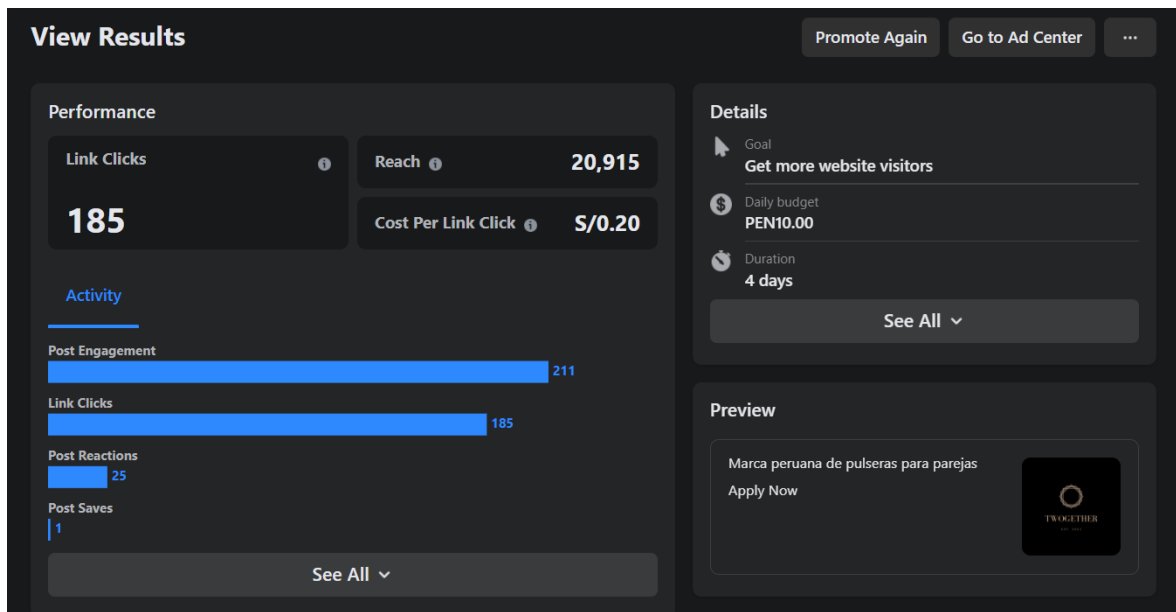 View Results
Promote Again
Go to Ad Center
Performance
Link Clicks
185
Reach
20,915
Cost Per Link Click
S/0.20
Activity
Post Engagement
211
Link Clicks
185
Post Reactions
25
Post Saves
1
See All
Details
Goal
Get more website visitors
Daily budget
PEN10.00
Duration
4 days
See All
Preview
Marca peruana de pulseras para parejas
Apply Now
TWOGETHER